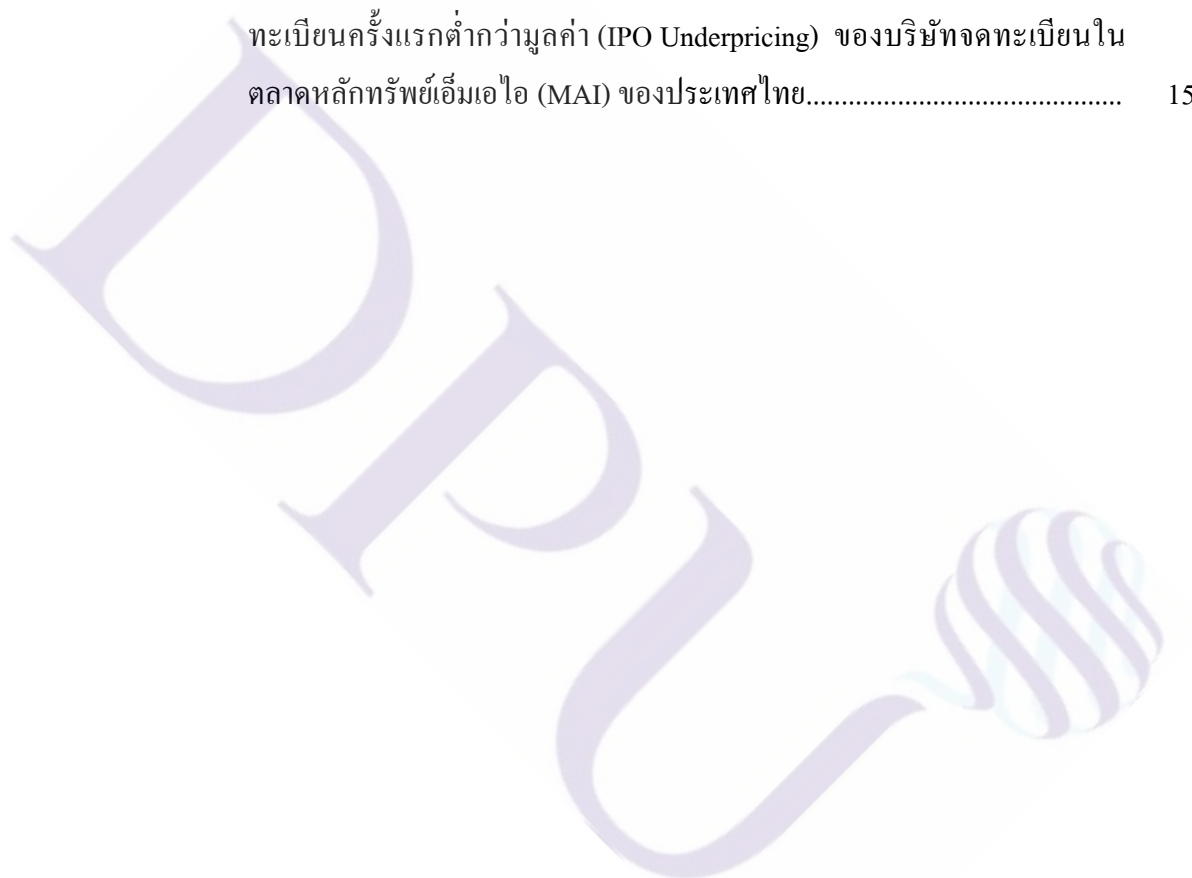 ทะเบียนครั้งแรกต่ำกว่ามูลค่า (IPO Underpricing) ของบริษัทจดทะเบียนใน
ตลาดหลักทรัพย์เอ็มเอไอ (MAI) ของประเทศไทย............................................. 15
DPU